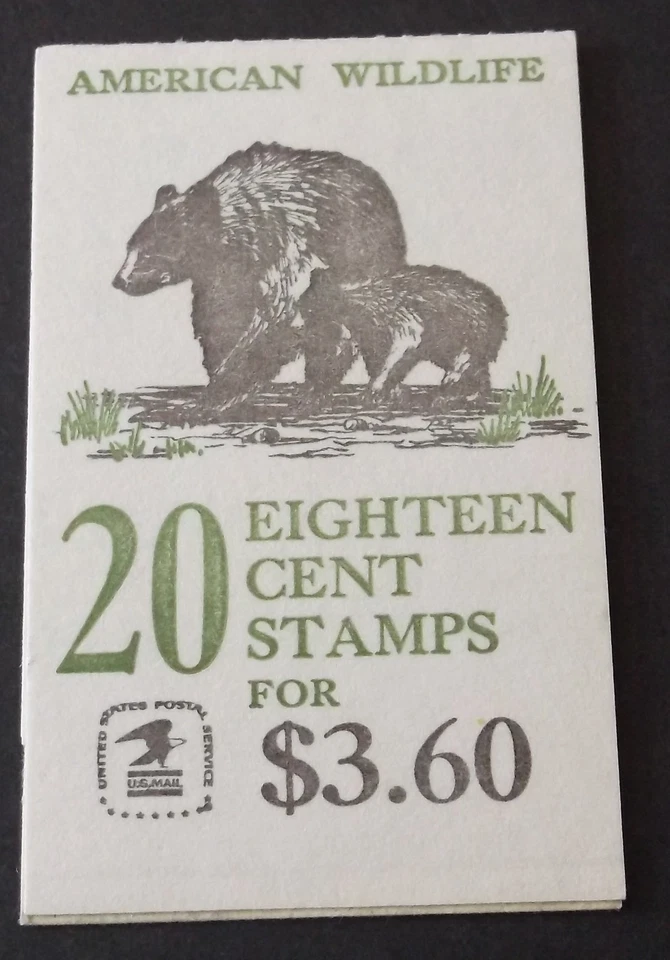 AMERICAN WILDLIFE
20
EIGHTEEN
CENT
STAMPS
FOR
$3.60
UNITED STATES POSTAL SERVICE
U.S.MAIL